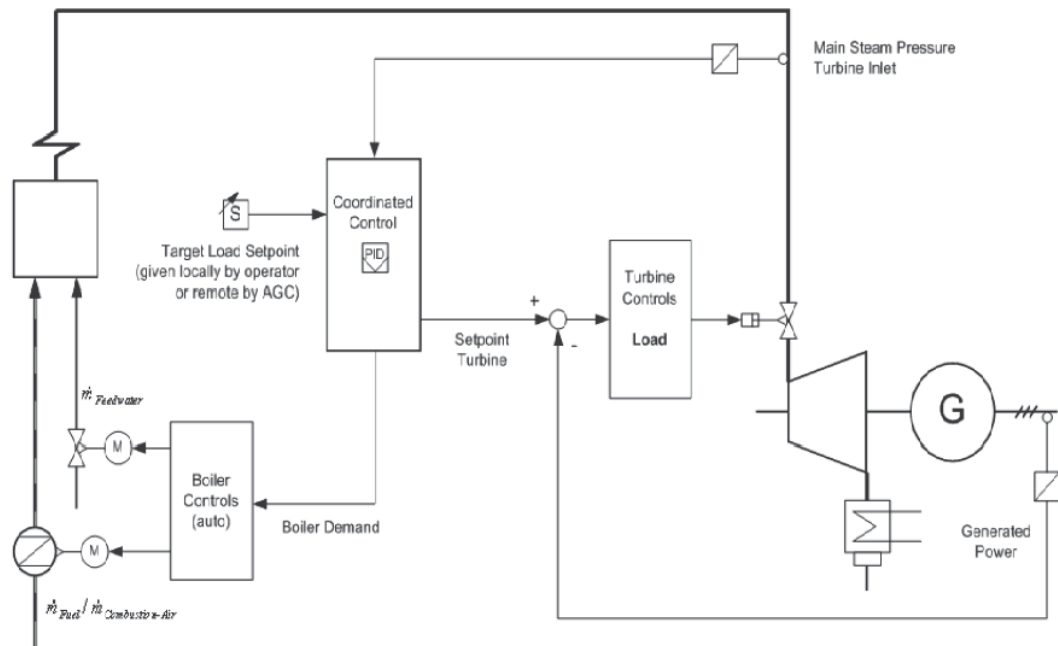 Main Steam Pressure
Turbine Inlet
Coordinated
Control
PID
S
Target Load Setpoint
(given locally by operator
or remote by AGC)
Turbine
Controls
Load
+
-
Setpoint
Turbine
G
ṁ Feedwater
M
Boiler
Controls
(auto)
Boiler Demand
M
Generated
Power
ṁ Fuel / ṁ Combustion-Air